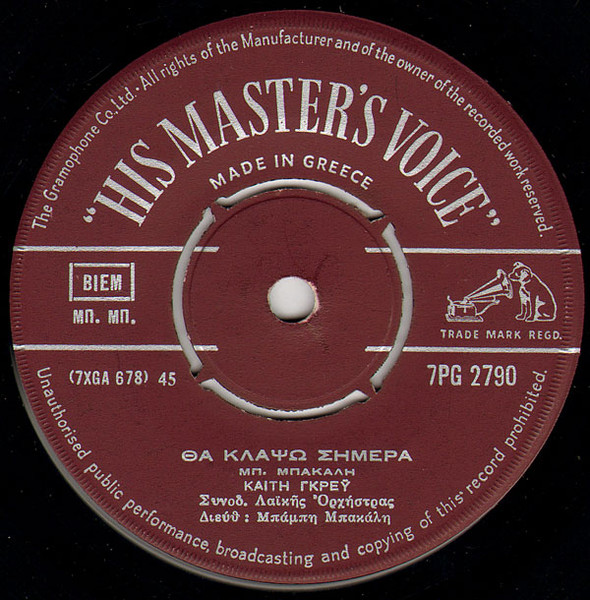 The Gramophone Co. Ltd. · All rights of the Manufacturer and of the owner of the recorded work reserved.
“HIS MASTER'S VOICE”
MADE IN GREECE
BIEM
ΜΠ. ΜΠ.
TRADE MARK REGD.
(7XGA 678) 45
7PG 2790
ΘΑ ΚΛΑΨΩ ΣΗΜΕΡΑ
ΜΠ. ΜΠΑΚΑΛΗ
ΚΑΙΤΗ ΓΚΡΕΫ
Συνοδ. Λαϊκῆς Ὀρχήστρας
Διεύθ : Μπάμπη Μπακάλη
Unauthorised public performance, broadcasting and copying of this record prohibited.